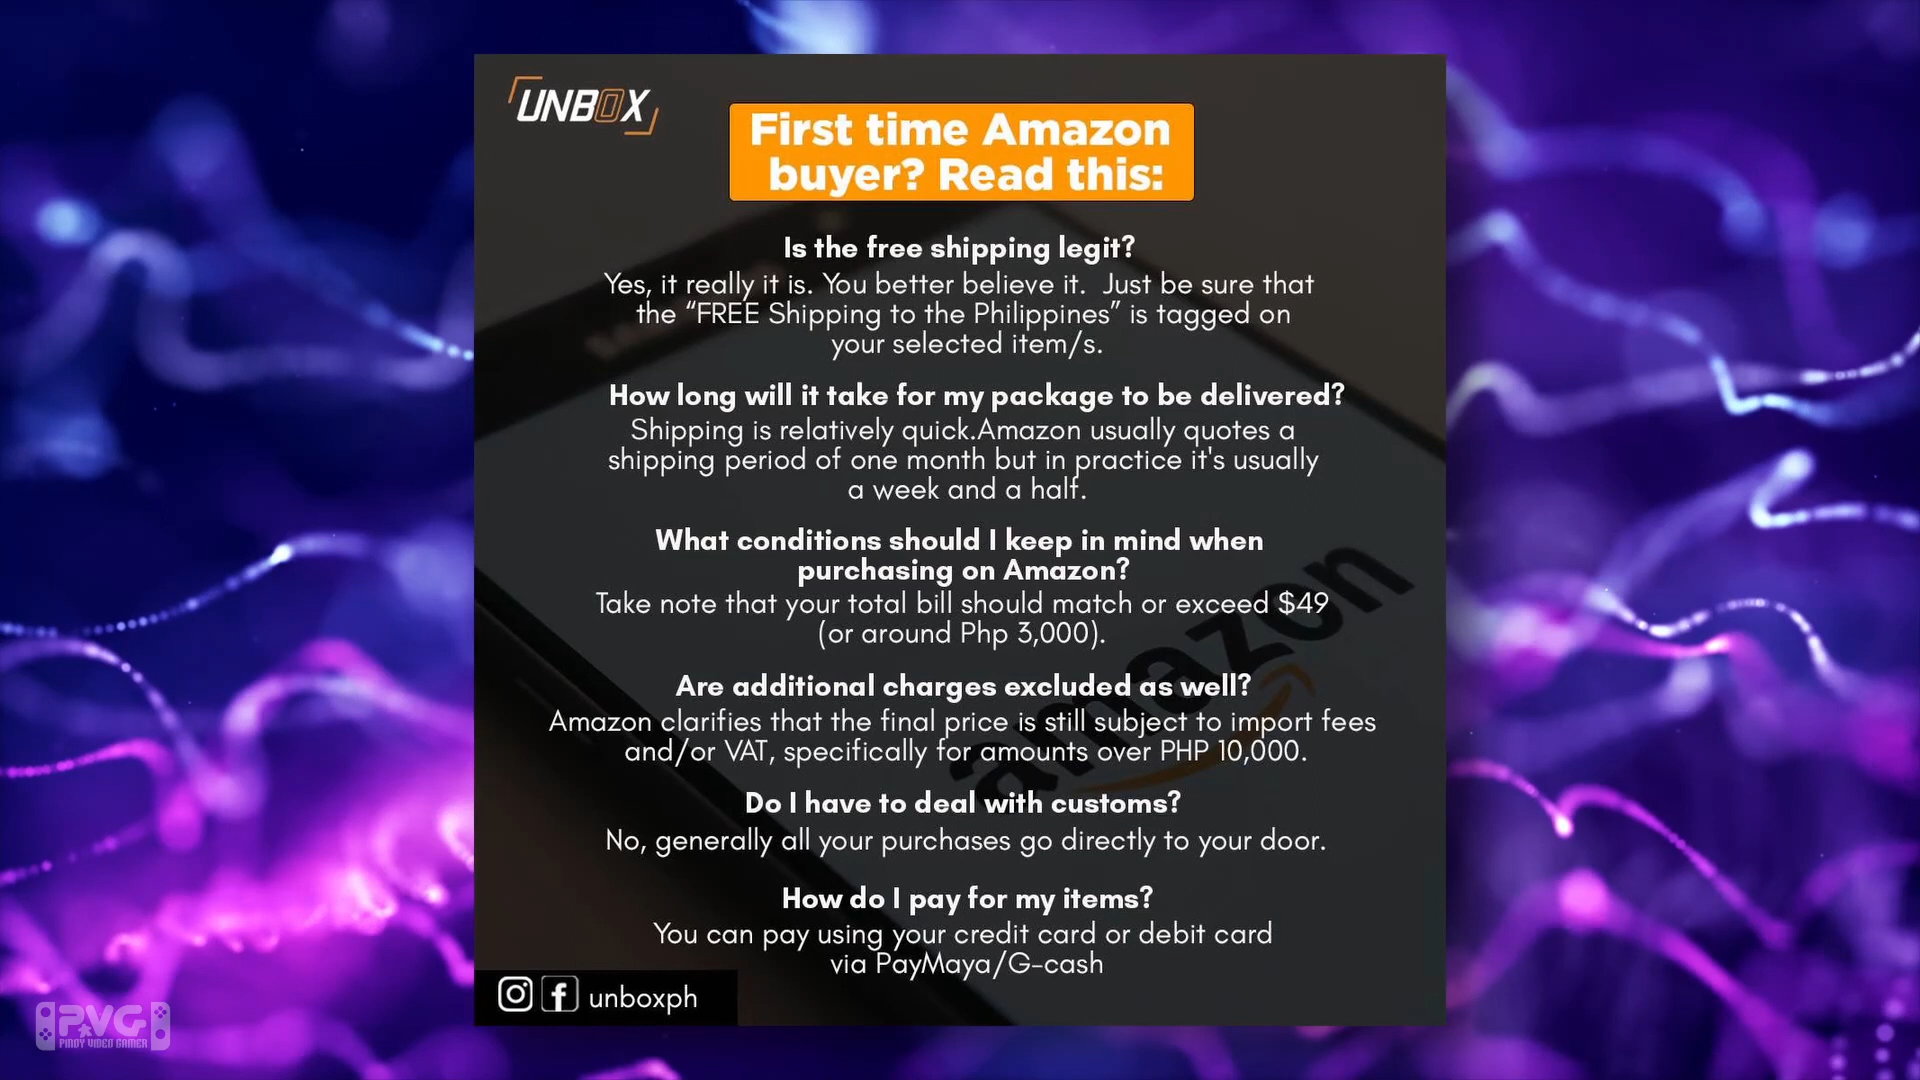 UNBOX
First time Amazon
buyer? Read this:
Is the free shipping legit?
Yes, it really it is. You better believe it. Just be sure that
the “FREE Shipping to the Philippines” is tagged on
your selected item/s.
How long will it take for my package to be delivered?
Shipping is relatively quick.Amazon usually quotes a
shipping period of one month but in practice it's usually
a week and a half.
What conditions should I keep in mind when
purchasing on Amazon?
Take note that your total bill should match or exceed $49
(or around Php 3,000).
Are additional charges excluded as well?
Amazon clarifies that the final price is still subject to import fees
and/or VAT, specifically for amounts over PHP 10,000.
Do I have to deal with customs?
No, generally all your purchases go directly to your door.
How do I pay for my items?
You can pay using your credit card or debit card
via PayMaya/G-cash
amazon
unboxph
PVG
PINOY VIDEO GAMER